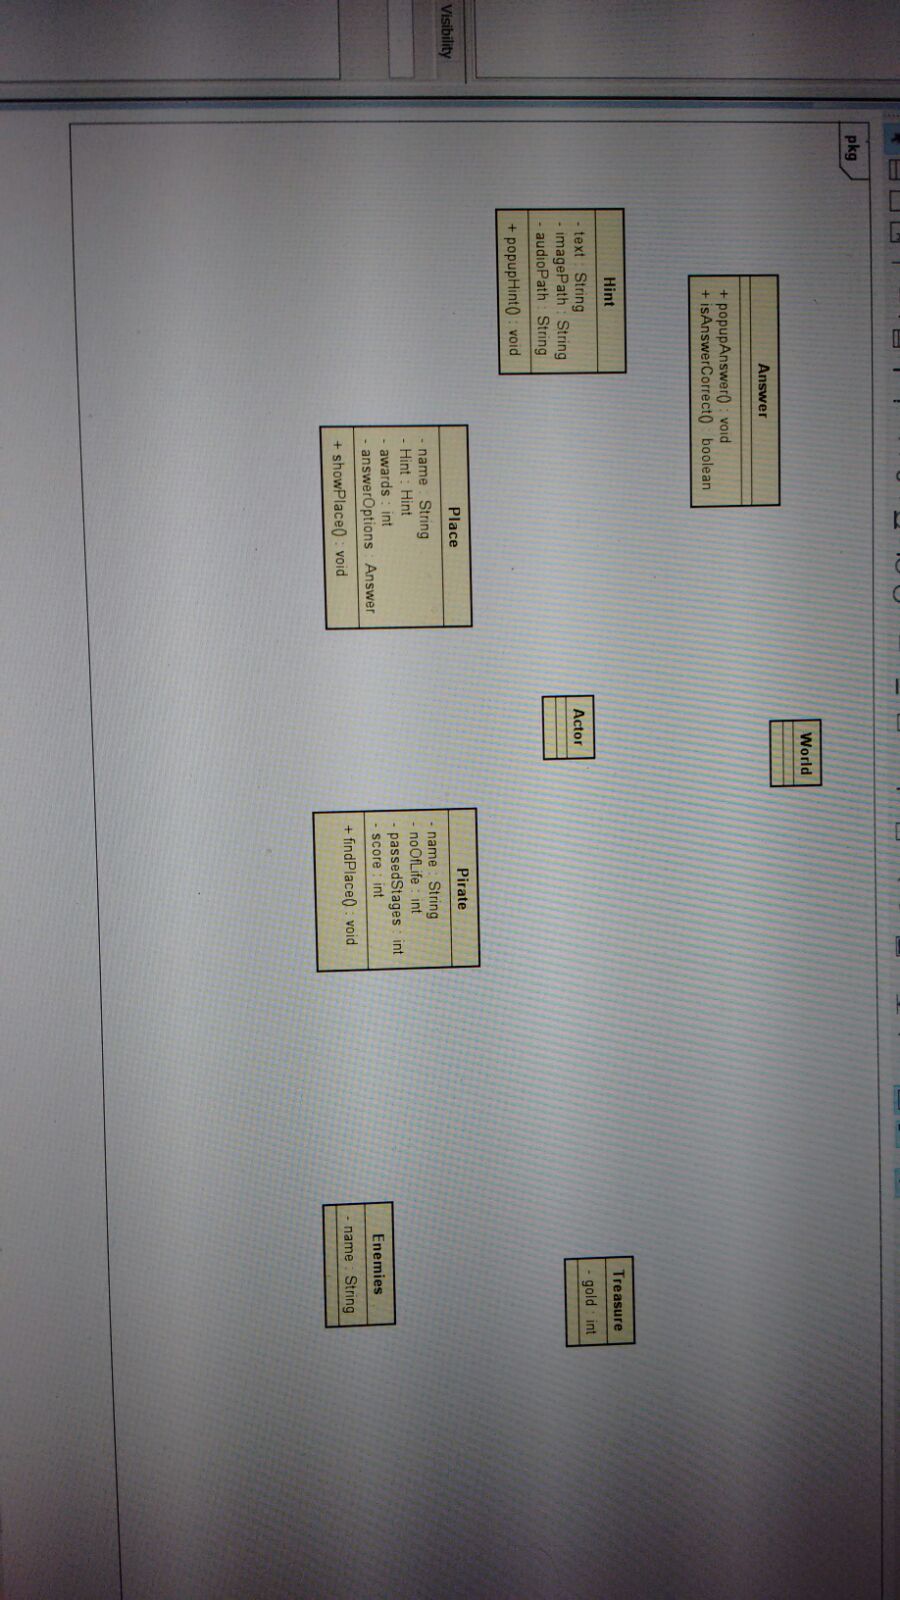 pkg
World
Answer
+ popupAnswer() : void
+ isAnswerCorrect() : boolean
Hint
- text : String
- imagePath : String
- audioPath : String
+ popupHint() : void
Actor
Treasure
- gold : int
Visibility
Place
- name : String
- Hint : Hint
- awards : int
- answerOptions : Answer
+ showPlace() : void
Pirate
- name : String
- noOfLife : int
- passedStages : int
- score : int
+ findPlace() : void
Enemies
- name : String